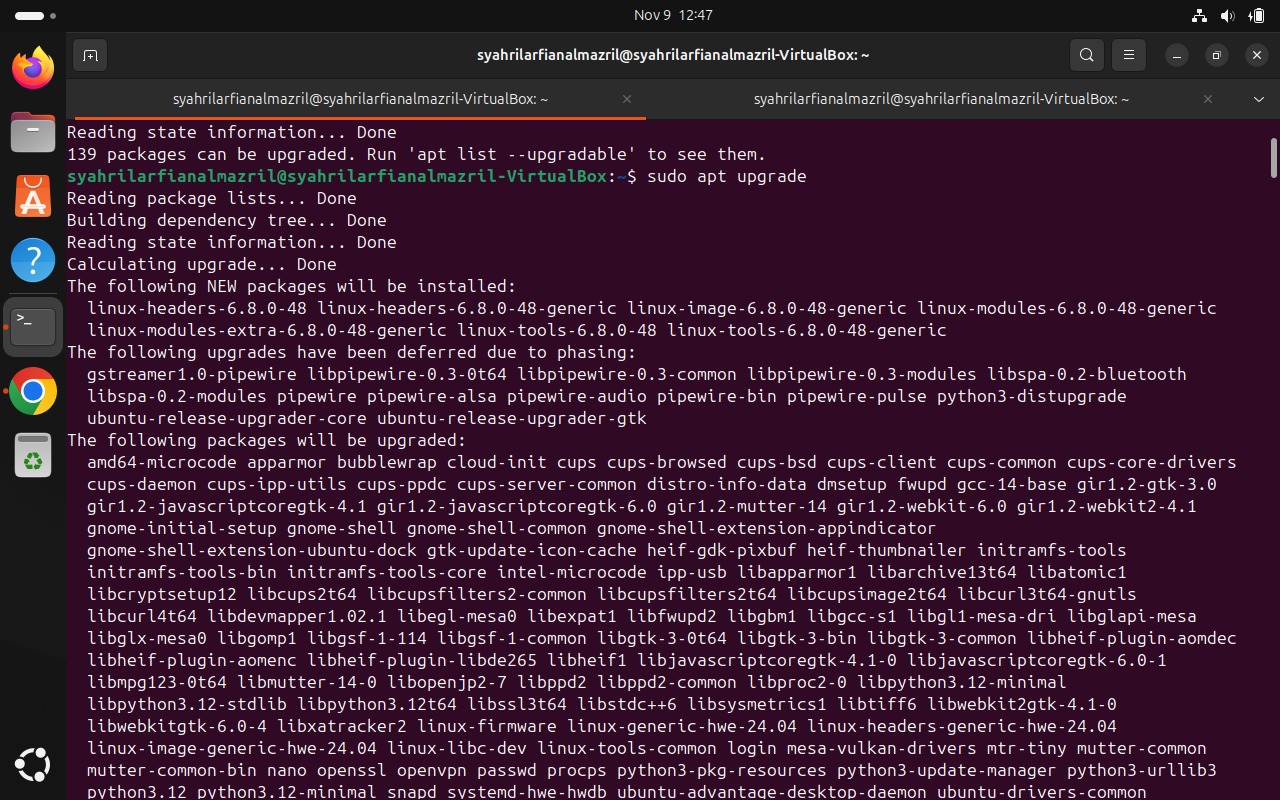 Nov 9 12:47
syahrilarfianalmazril@syahrilarfianalmazril-VirtualBox: ~
syahrilarfianalmazril@syahrilarfianalmazril-VirtualBox: ~
syahrilarfianalmazril@syahrilarfianalmazril-VirtualBox: ~
Reading state information... Done
139 packages can be upgraded. Run 'apt list --upgradable' to see them.
syahrilarfianalmazril@syahrilarfianalmazril-VirtualBox:~$ sudo apt upgrade
Reading package lists... Done
Building dependency tree... Done
Reading state information... Done
Calculating upgrade... Done
The following NEW packages will be installed:
linux-headers-6.8.0-48 linux-headers-6.8.0-48-generic linux-image-6.8.0-48-generic linux-modules-6.8.0-48-generic
linux-modules-extra-6.8.0-48-generic linux-tools-6.8.0-48 linux-tools-6.8.0-48-generic
The following upgrades have been deferred due to phasing:
gstreamer1.0-pipewire libpipewire-0.3-0t64 libpipewire-0.3-common libpipewire-0.3-modules libspa-0.2-bluetooth
libspa-0.2-modules pipewire pipewire-alsa pipewire-audio pipewire-bin pipewire-pulse python3-distupgrade
ubuntu-release-upgrader-core ubuntu-release-upgrader-gtk
The following packages will be upgraded:
amd64-microcode apparmor bubblewrap cloud-init cups cups-browsed cups-bsd cups-client cups-common cups-core-drivers
cups-daemon cups-ipp-utils cups-ppdc cups-server-common distro-info-data dmsetup fwupd gcc-14-base gir1.2-gtk-3.0
gir1.2-javascriptcoregtk-4.1 gir1.2-javascriptcoregtk-6.0 gir1.2-mutter-14 gir1.2-webkit-6.0 gir1.2-webkit2-4.1
gnome-initial-setup gnome-shell gnome-shell-common gnome-shell-extension-appindicator
gnome-shell-extension-ubuntu-dock gtk-update-icon-cache heif-gdk-pixbuf heif-thumbnailer initramfs-tools
initramfs-tools-bin initramfs-tools-core intel-microcode ipp-usb libapparmor1 libarchive13t64 libatomic1
libcryptsetup12 libcups2t64 libcupsfilters2-common libcupsfilters2t64 libcupsimage2t64 libcurl3t64-gnutls
libcurl4t64 libdevmapper1.02.1 libegl-mesa0 libexpat1 libfwupd2 libgbm1 libgcc-s1 libgl1-mesa-dri libglapi-mesa
libglx-mesa0 libgomp1 libgsf-1-114 libgsf-1-common libgtk-3-0t64 libgtk-3-bin libgtk-3-common libheif-plugin-aomdec
libheif-plugin-aomenc libheif-plugin-libde265 libheif1 libjavascriptcoregtk-4.1-0 libjavascriptcoregtk-6.0-1
libmpg123-0t64 libmutter-14-0 libopenjp2-7 libppd2 libppd2-common libproc2-0 libpython3.12-minimal
libpython3.12-stdlib libpython3.12t64 libssl3t64 libstdc++6 libsysmetrics1 libtiff6 libwebkit2gtk-4.1-0
libwebkitgtk-6.0-4 libxatracker2 linux-firmware linux-generic-hwe-24.04 linux-headers-generic-hwe-24.04
linux-image-generic-hwe-24.04 linux-libc-dev linux-tools-common login mesa-vulkan-drivers mtr-tiny mutter-common
mutter-common-bin nano openssl openvpn passwd procps python3-pkg-resources python3-update-manager python3-urllib3
python3.12 python3.12-minimal snapd systemd-hwe-hwdb ubuntu-advantage-desktop-daemon ubuntu-drivers-common